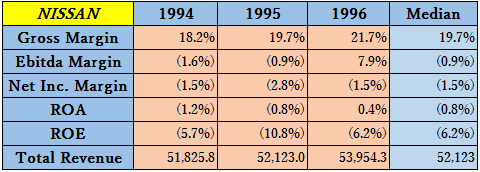 NISSAN 1994 1995 1996 Median
Gross Margin 18.2% 19.7% 21.7% 19.7%
Ebitda Margin (1.6%) (0.9%) 7.9% (0.9%)
Net Inc. Margin (1.5%) (2.8%) (1.5%) (1.5%)
ROA (1.2%) (0.8%) 0.4% (0.8%)
ROE (5.7%) (10.8%) (6.2%) (6.2%)
Total Revenue 51,825.8 52,123.0 53,954.3 52,123